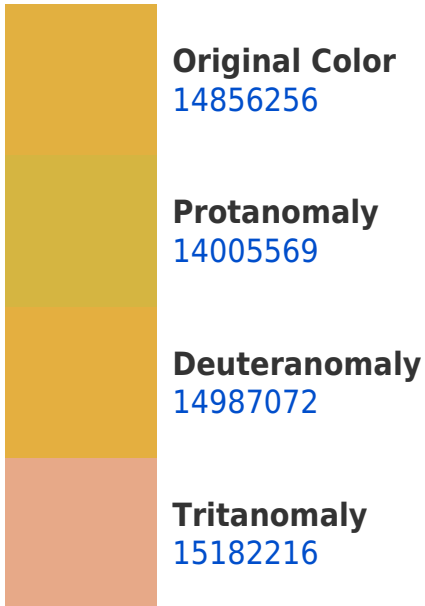 Original Color
14856256
Protanomaly
14005569
Deuteranomaly
14987072
Tritanomaly
15182216